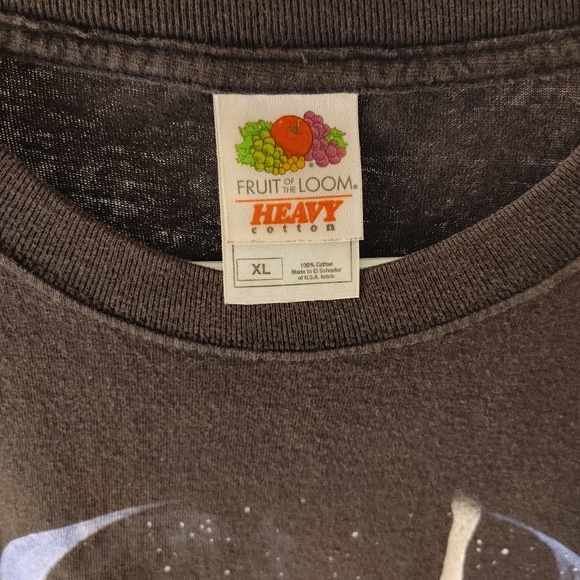 FRUIT OF THE LOOM®
HEAVY
cotton
XL
100% Cotton
Made in El Salvador
of U.S.A. fabric